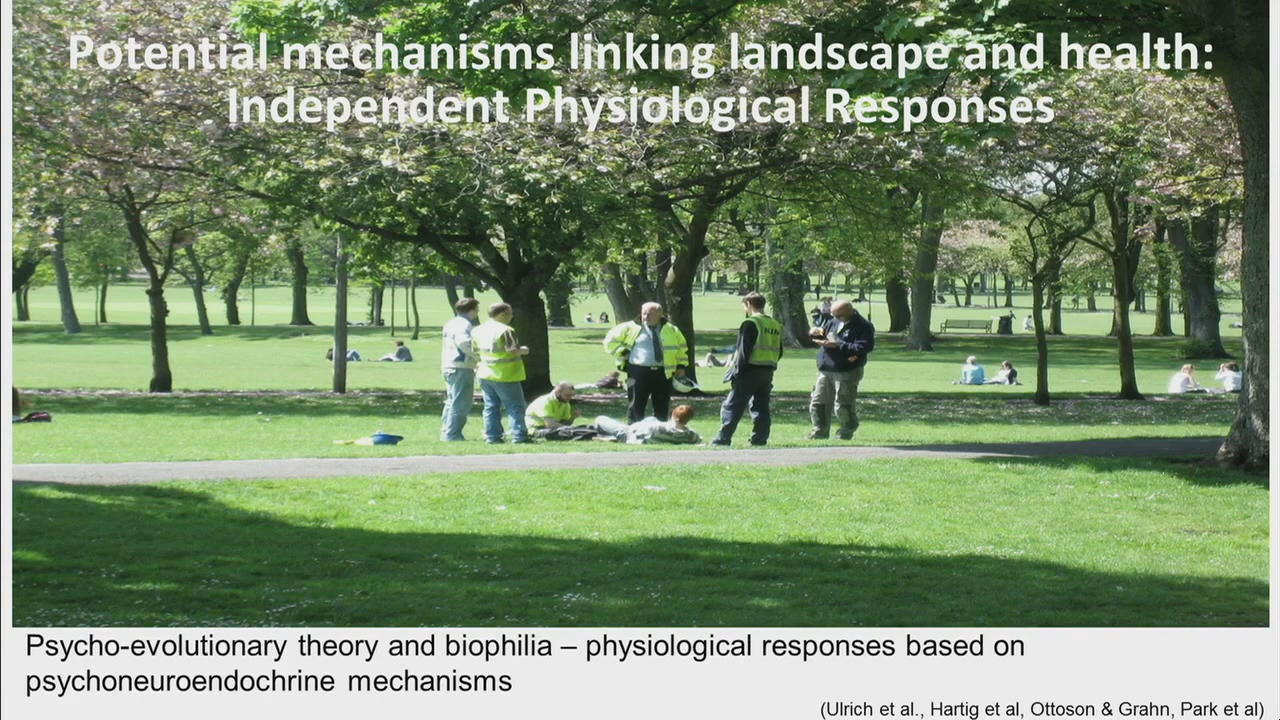 Potential mechanisms linking landscape and health:
Independent Physiological Responses
Psycho-evolutionary theory and biophilia – physiological responses based on
psychoneuroendocrine mechanisms
(Ulrich et al., Hartig et al, Ottoson & Grahn, Park et al)